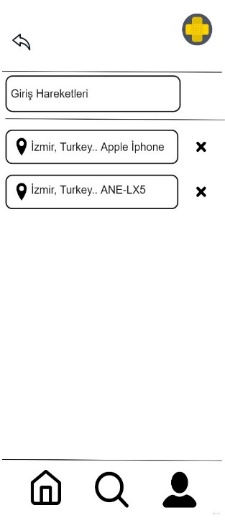 Giriş Hareketleri
İzmir, Turkey.. Apple İphone
İzmir, Turkey.. ANE-LX5